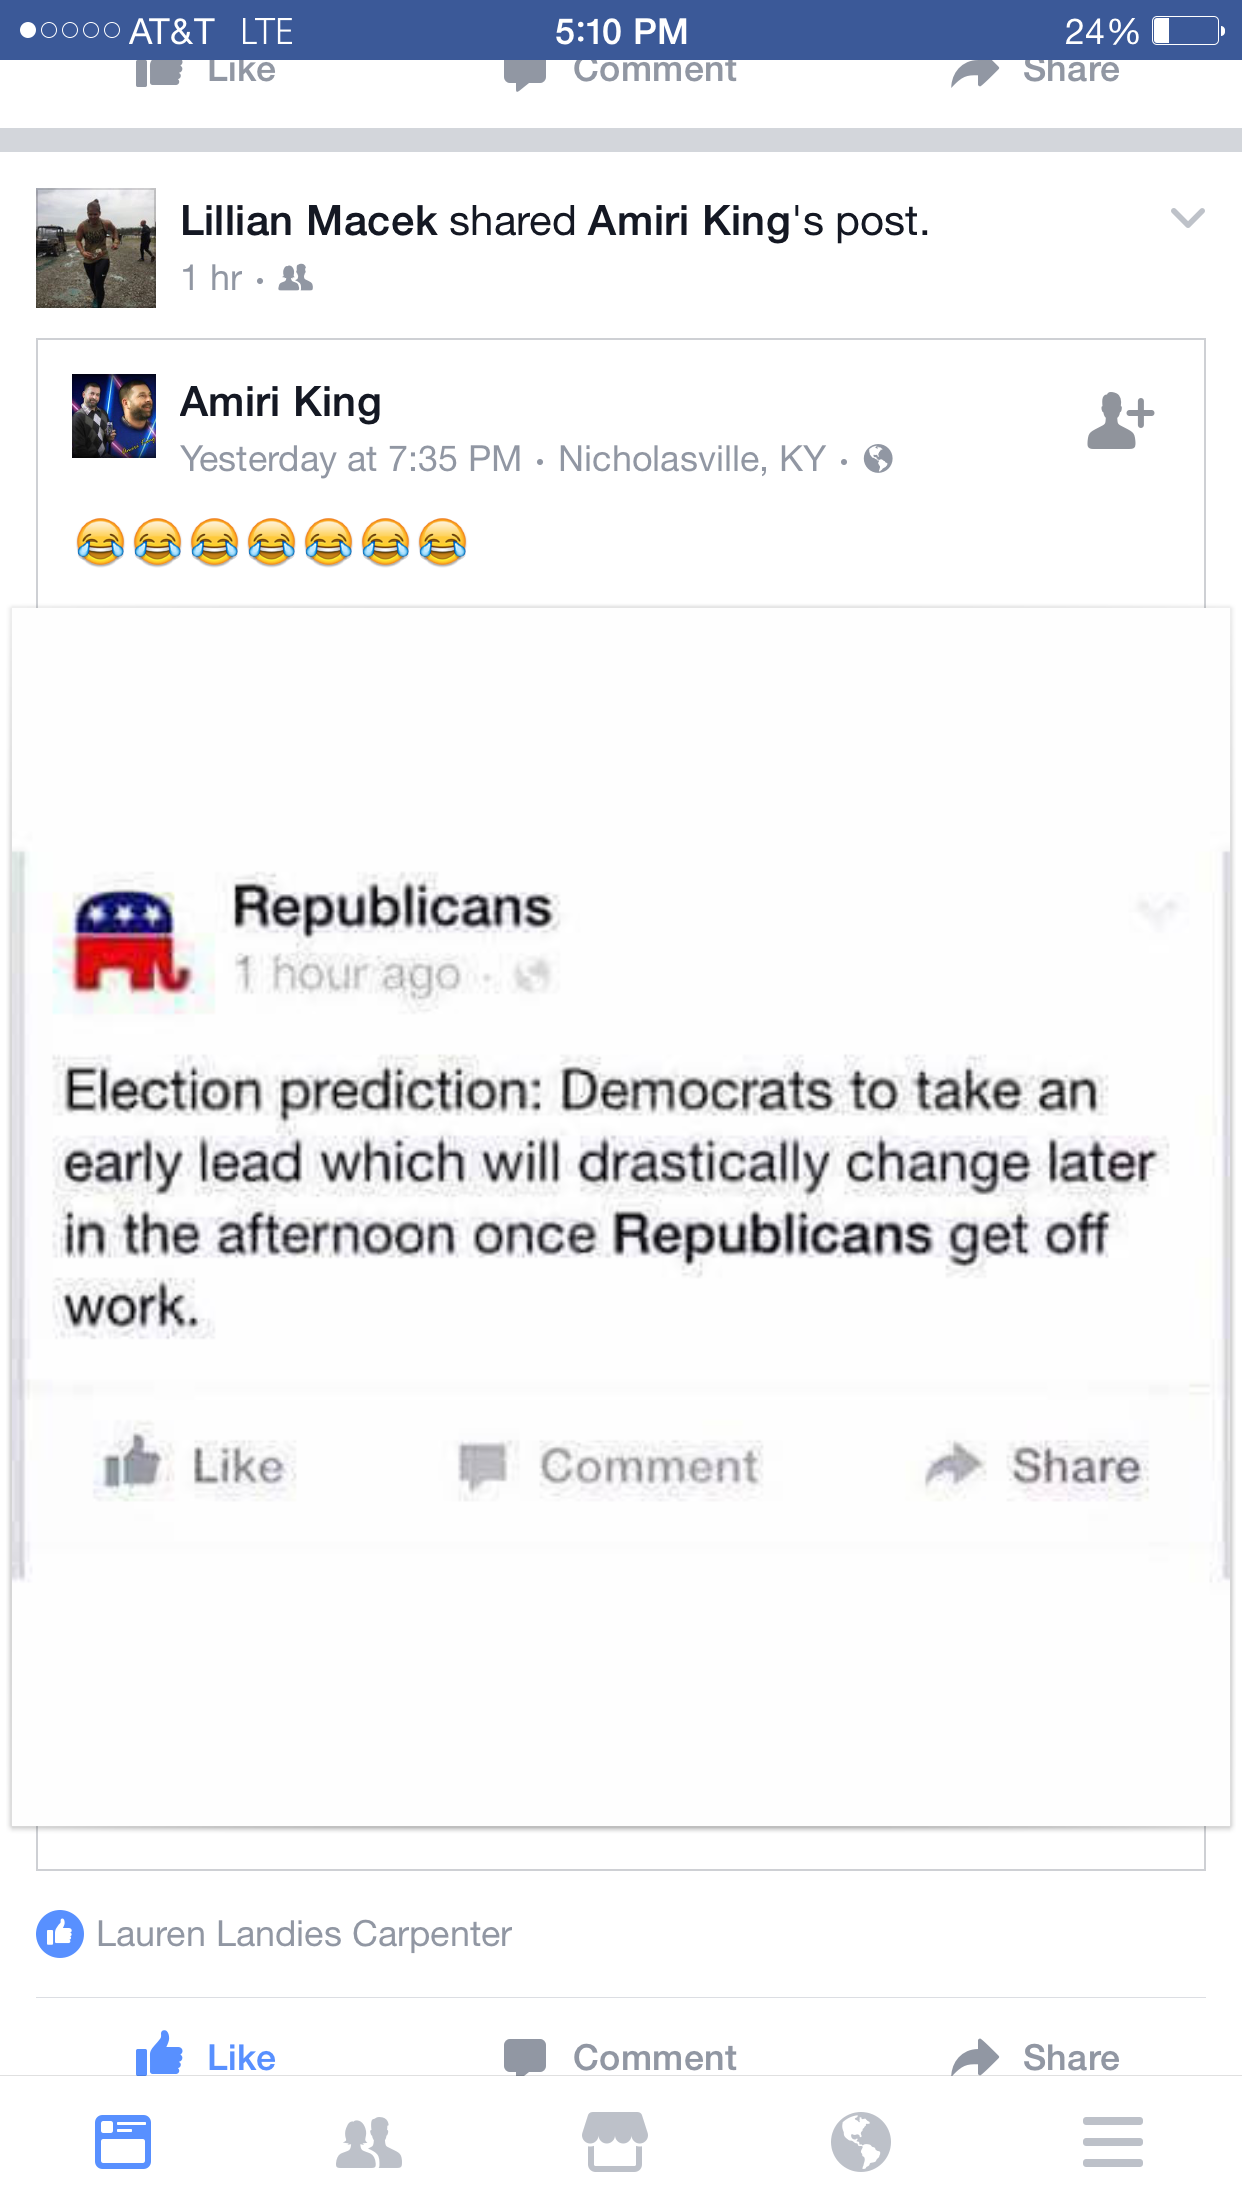 AT&T LTE 5:10 PM 24%
Like Comment Share
Lillian Macek shared Amiri King's post.
1 hr ·
Amiri King
Yesterday at 7:35 PM · Nicholasville, KY ·
😂😂😂😂😂😂😂
Republicans
1 hour ago ·
Election prediction: Democrats to take an
early lead which will drastically change later
in the afternoon once Republicans get off
work.
Like Comment Share
Lauren Landies Carpenter
Like Comment Share